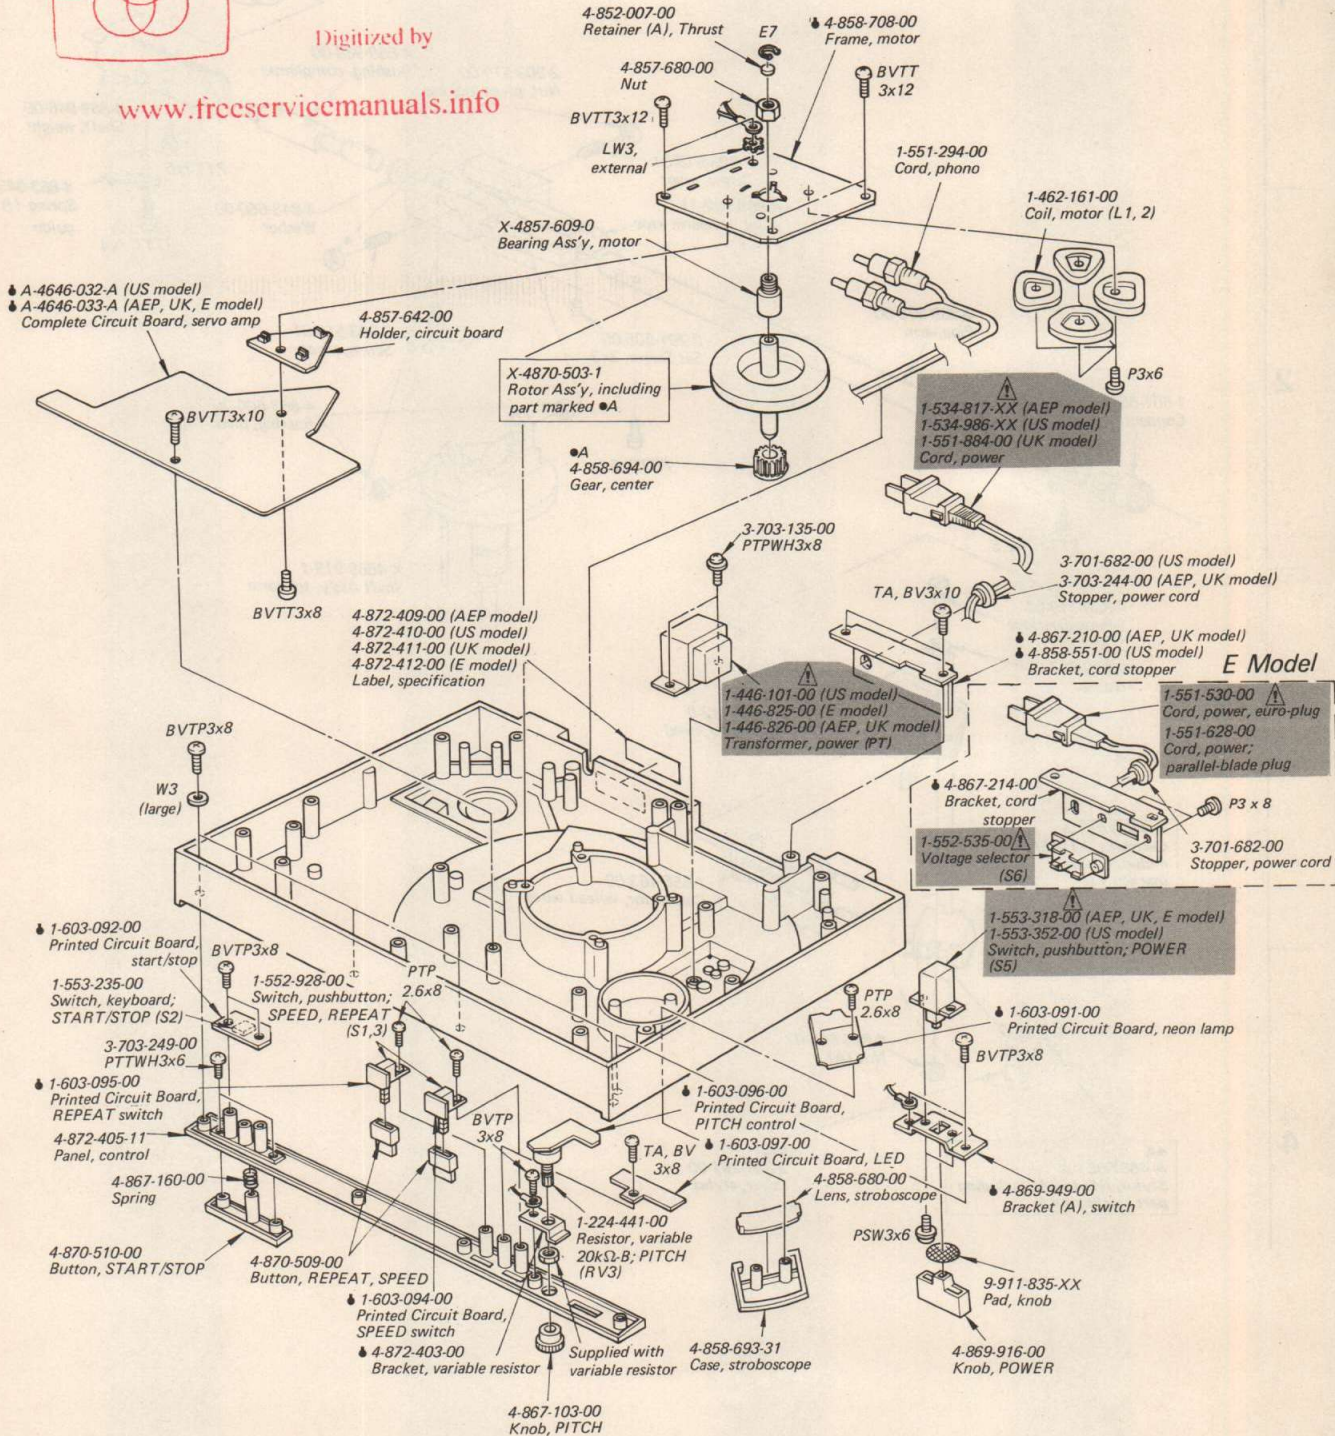 Digitized by
www.freeservicemanuals.info
4-852-007-00
Retainer (A), Thrust
E7
4-858-708-00
Frame, motor
4-857-680-00
Nut
BVTT
3x12
BVTT3x12
LW3,
external
1-551-294-00
Cord, phono
1-462-161-00
Coil, motor (L1, 2)
X-4857-609-0
Bearing Ass'y, motor
A-4646-032-A (US model)
A-4646-033-A (AEP, UK, E model)
Complete Circuit Board, servo amp
4-857-642-00
Holder, circuit board
P3x6
X-4870-503-1
Rotor Ass'y, including
part marked ●A
BVTT3x10
1-534-817-XX (AEP model)
1-534-986-XX (US model)
1-551-884-00 (UK model)
Cord, power
●A
4-858-694-00
Gear, center
3-703-135-00
PTPWH3x8
3-701-682-00 (US model)
3-703-244-00 (AEP, UK model)
Stopper, power cord
TA, BV3x10
BVTT3x8
4-872-409-00 (AEP model)
4-872-410-00 (US model)
4-872-411-00 (UK model)
4-872-412-00 (E model)
Label, specification
4-867-210-00 (AEP, UK model)
4-858-551-00 (US model)
Bracket, cord stopper
E Model
1-446-101-00 (US model)
1-446-825-00 (E model)
1-446-826-00 (AEP, UK model)
Transformer, power (PT)
1-551-530-00
Cord, power, euro-plug
1-551-628-00
Cord, power;
parallel-blade plug
BVTP3x8
W3
(large)
4-867-214-00
Bracket, cord
stopper
P3 x 8
1-552-535-00
Voltage selector
(S6)
3-701-682-00
Stopper, power cord
1-553-318-00 (AEP, UK, E model)
1-553-352-00 (US model)
Switch, pushbutton; POWER
(S5)
1-603-092-00
Printed Circuit Board,
start/stop
BVTP3x8
1-553-235-00
Switch, keyboard;
START/STOP (S2)
1-552-928-00
Switch, pushbutton;
SPEED, REPEAT
(S1,3)
PTP
2.6x8
PTP
2.6x8
1-603-091-00
Printed Circuit Board, neon lamp
3-703-249-00
PTTWH3x6
BVTP3x8
1-603-095-00
Printed Circuit Board,
REPEAT switch
1-603-096-00
Printed Circuit Board,
PITCH control
4-872-405-11
Panel, control
BVTP
3x8
TA, BV
3x8
1-603-097-00
Printed Circuit Board, LED
4-867-160-00
Spring
4-858-680-00
Lens, stroboscope
4-869-949-00
Bracket (A), switch
1-224-441-00
Resistor, variable
20kΩ-B; PITCH
(RV3)
PSW3x6
4-870-510-00
Button, START/STOP
4-870-509-00
Button, REPEAT, SPEED
9-911-835-XX
Pad, knob
1-603-094-00
Printed Circuit Board,
SPEED switch
4-872-403-00
Bracket, variable resistor
Supplied with
variable resistor
4-858-693-31
Case, stroboscope
4-869-916-00
Knob, POWER
4-867-103-00
Knob, PITCH